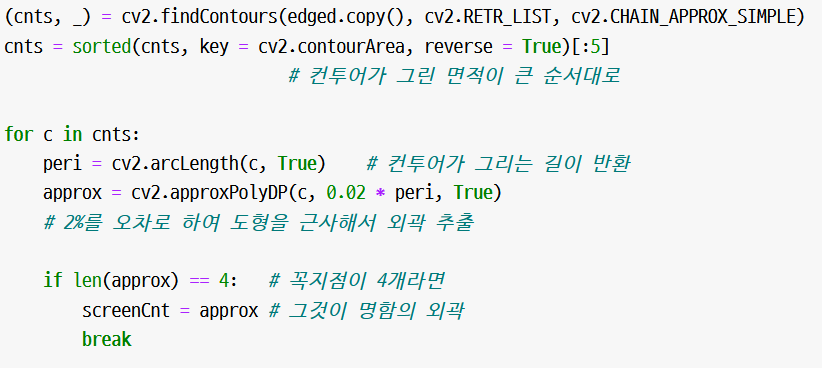 (cnts, _) = cv2.findContours(edged.copy(), cv2.RETR_LIST, cv2.CHAIN_APPROX_SIMPLE)
cnts = sorted(cnts, key = cv2.contourArea, reverse = True)[:5]
# 컨투어가 그린 면적이 큰 순서대로
for c in cnts:
peri = cv2.arcLength(c, True) # 컨투어가 그리는 길이 반환
approx = cv2.approxPolyDP(c, 0.02 * peri, True)
# 2%를 오차로 하여 도형을 근사해서 외곽 추출
if len(approx) == 4: # 꼭지점이 4개라면
screenCnt = approx # 그것이 명함의 외곽
break